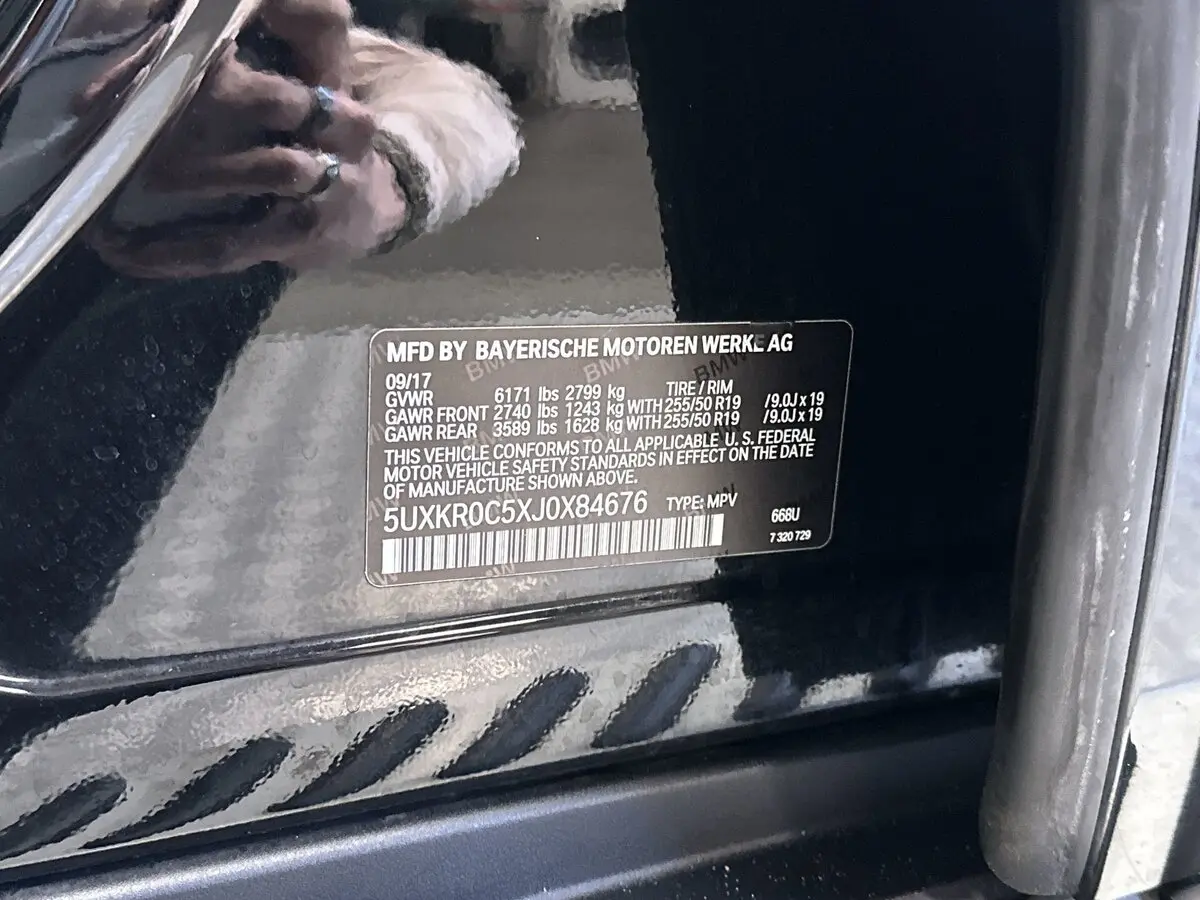 MFD BY BAYERISCHE MOTOREN WERKE AG
09/17
GVWR 6171 lbs 2799 kg TIRE / RIM
GAWR FRONT 2740 lbs 1243 kg WITH 255/50 R19 /9.0J x 19
GAWR REAR 3589 lbs 1628 kg WITH 255/50 R19 /9.0J x 19
THIS VEHICLE CONFORMS TO ALL APPLICABLE U. S. FEDERAL
MOTOR VEHICLE SAFETY STANDARDS IN EFFECT ON THE DATE
OF MANUFACTURE SHOWN ABOVE.
5UXKR0C5XJ0X84676 TYPE: MPV 668U
7 320 729